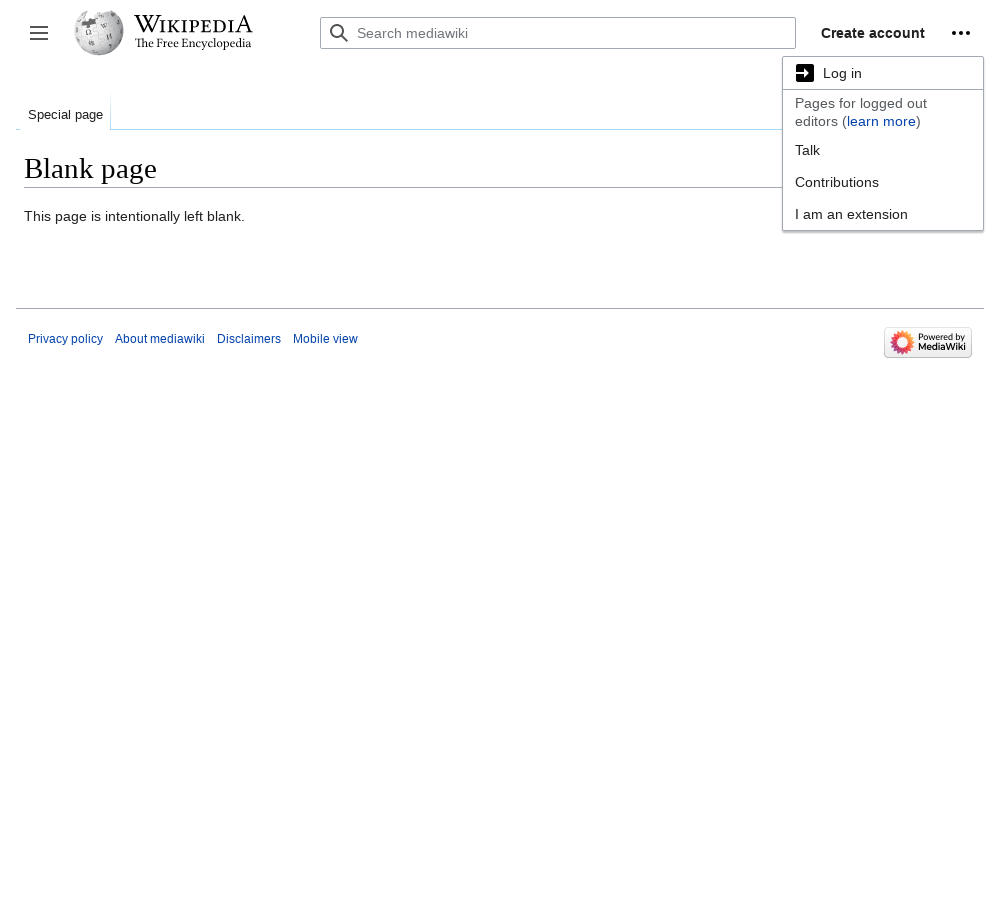 WIKIPEDIA
The Free Encyclopedia
Search mediawiki
Create account
Log in
Pages for logged out
editors (learn more)
Talk
Contributions
I am an extension
Special page
Blank page
This page is intentionally left blank.
Privacy policy About mediawiki Disclaimers Mobile view
Powered by
MediaWiki